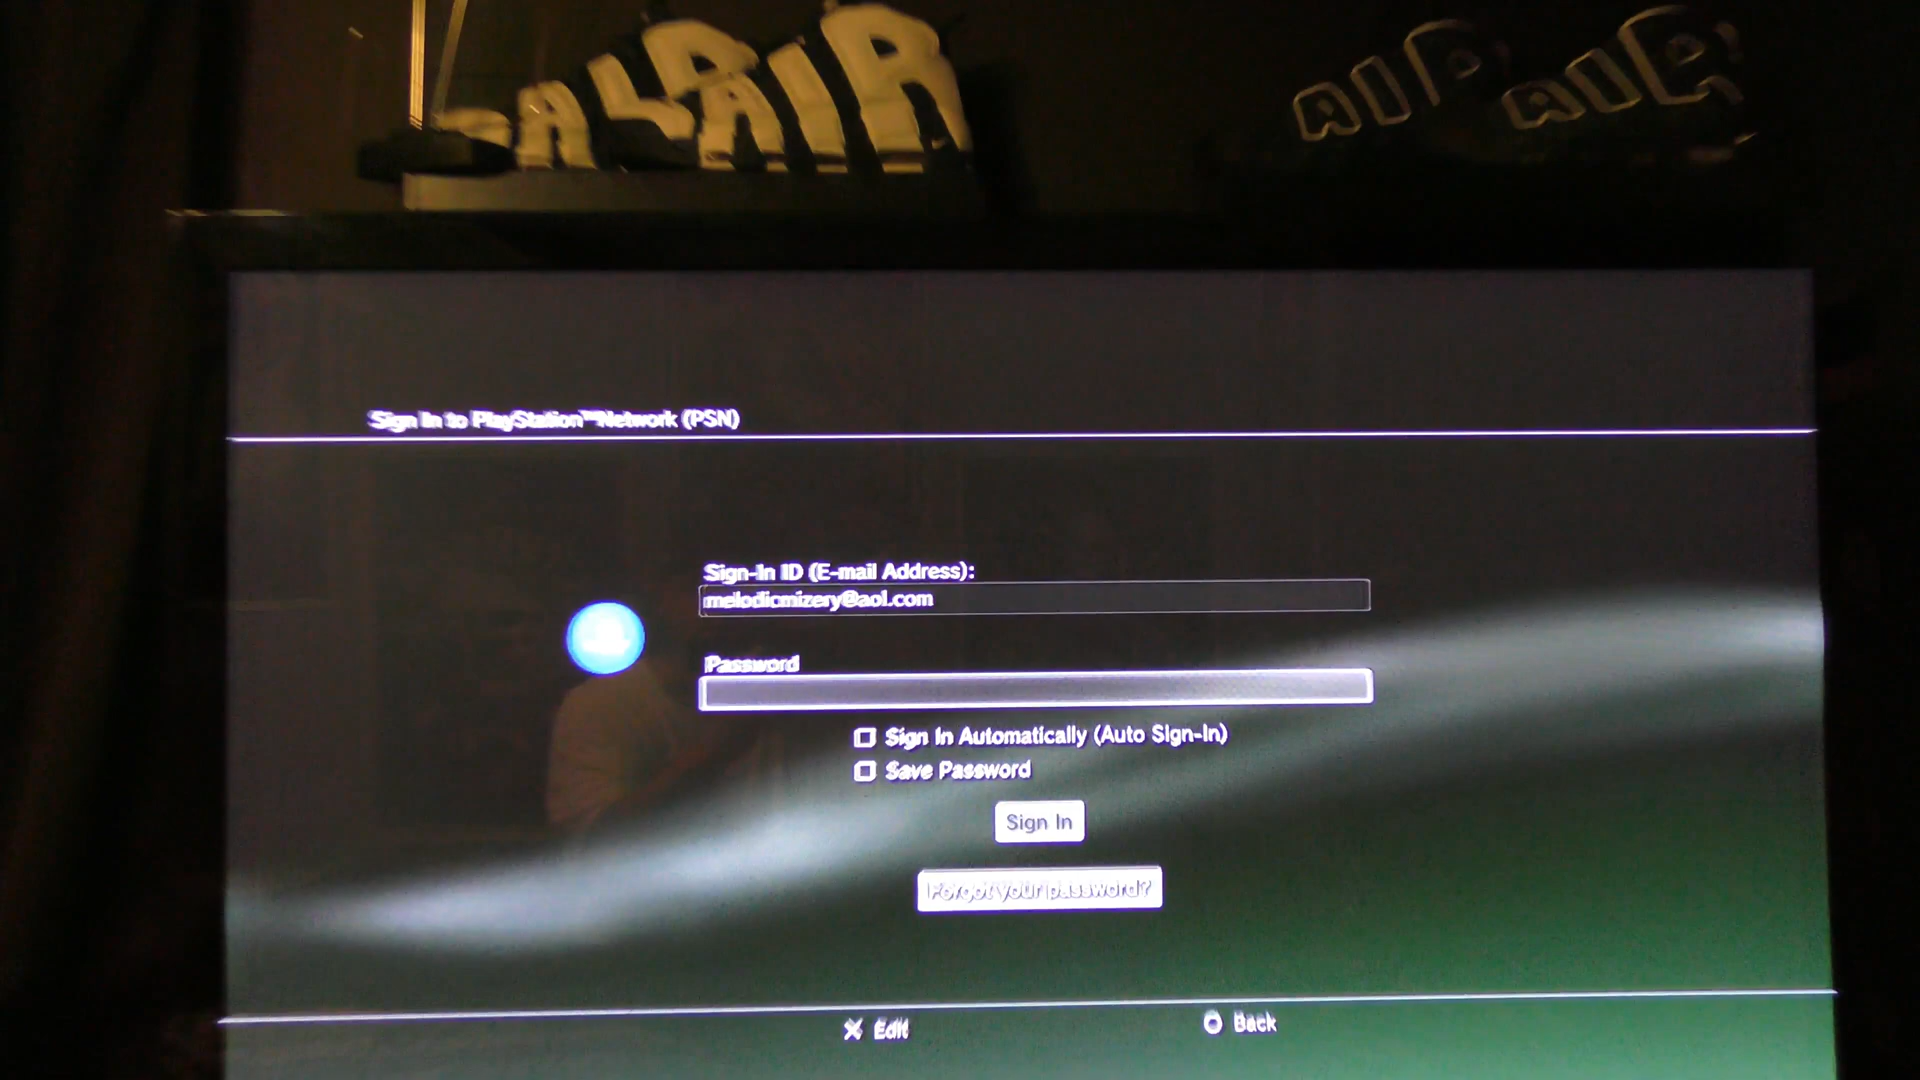 AIR
AIR AIR
Sign In to PlayStation™Network (PSN)
Sign-In ID (E-mail Address):
melodicmizery@aol.com
Password
Sign In Automatically (Auto Sign-In)
Save Password
Sign In
Forgot your password?
Edit
Back